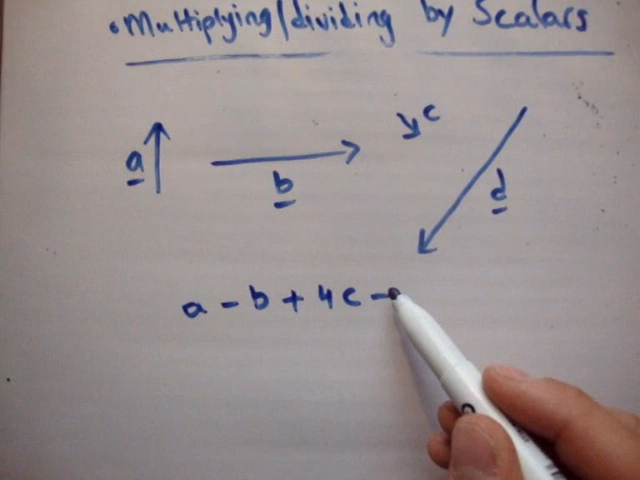 • Multiplying/dividing by Scalars
a
b
c
d
a - b + 4c -